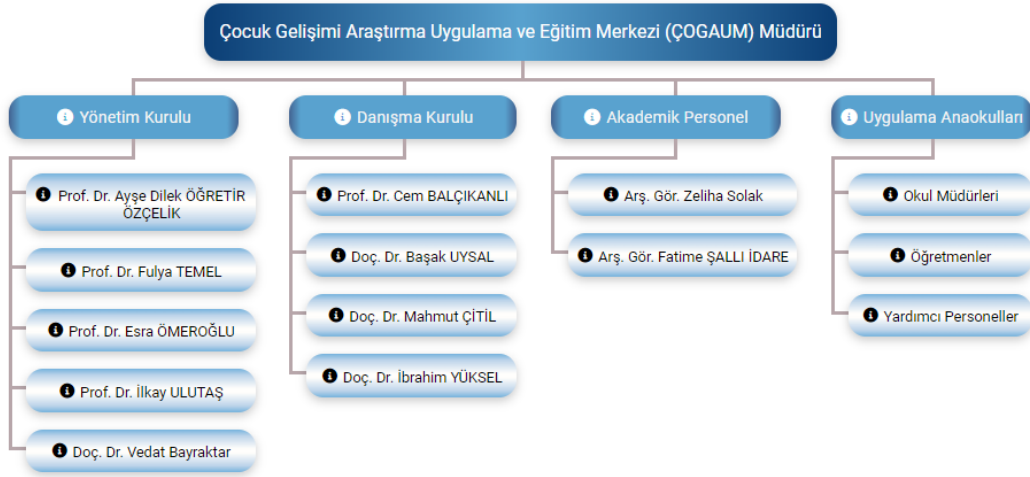 Çocuk Gelişimi Araştırma Uygulama ve Eğitim Merkezi (ÇOGAUM) Müdürü
Yönetim Kurulu
Prof. Dr. Ayşe Dilek ÖĞRETİR
ÖZÇELİK
Prof. Dr. Fulya TEMEL
Prof. Dr. Esra ÖMEROĞLU
Prof. Dr. İlkay ULUTAŞ
Doç. Dr. Vedat Bayraktar
Danışma Kurulu
Prof. Dr. Cem BALÇIKANLI
Doç. Dr. Başak UYSAL
Doç. Dr. Mahmut ÇİTİL
Doç. Dr. İbrahim YÜKSEL
Akademik Personel
Arş. Gör. Zeliha Solak
Arş. Gör. Fatime ŞALLI İDARE
Uygulama Anaokulları
Okul Müdürleri
Öğretmenler
Yardımcı Personeller